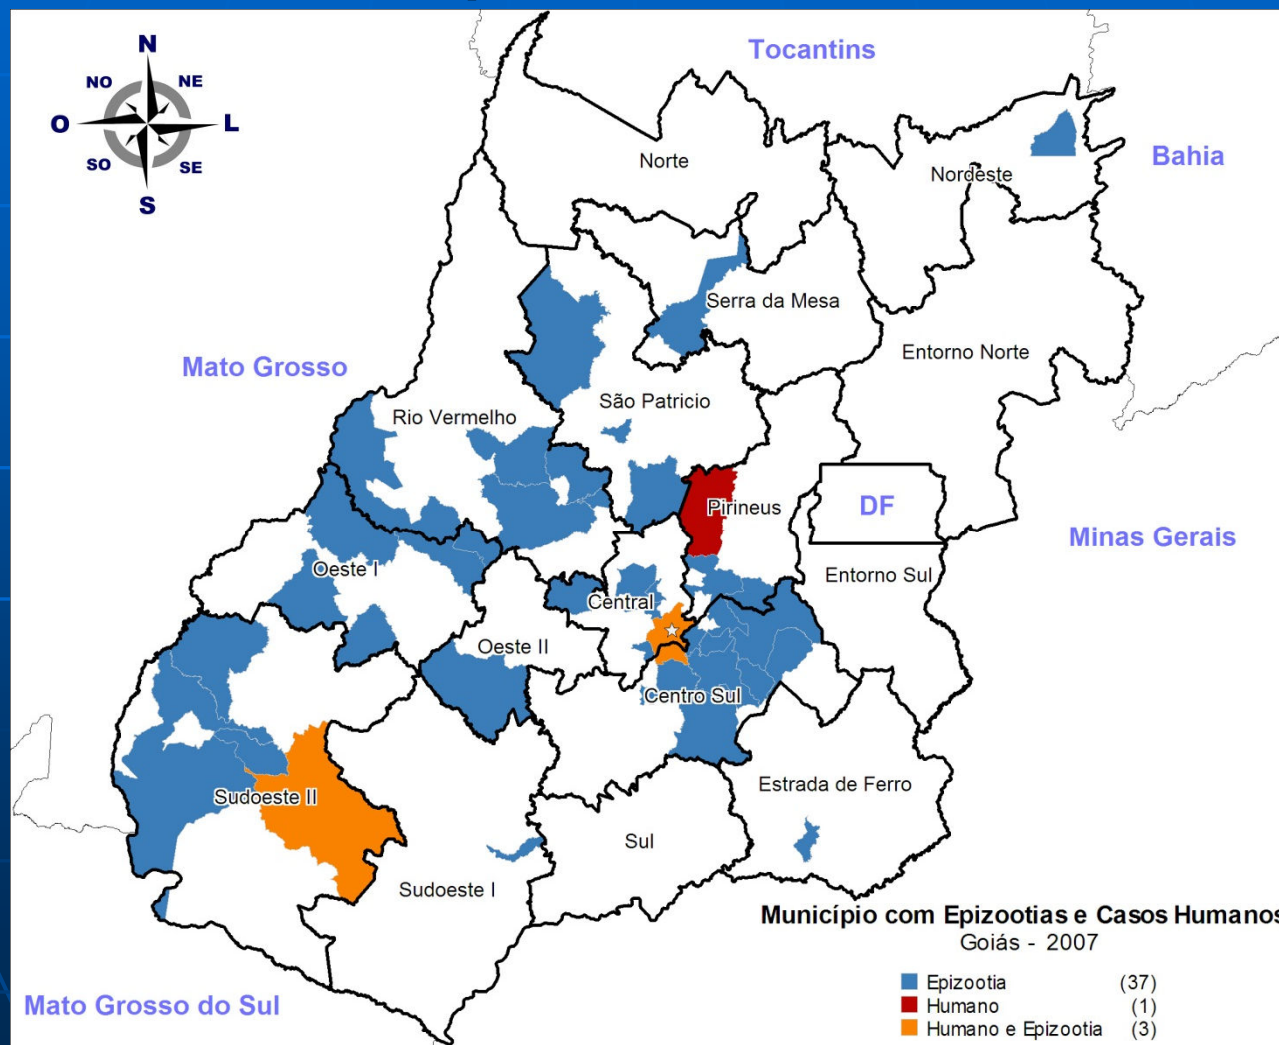 N
NO
NE
O
L
SO
SE
S
Tocantins
Bahia
Norte
Nordeste
Serra da Mesa
Entorno Norte
Mato Grosso
São Patricio
Rio Vermelho
Pirineus
DF
Minas Gerais
Oeste I
Entorno Sul
Central
Oeste II
Centro Sul
Estrada de Ferro
Sudoeste II
Sul
Sudoeste I
Mato Grosso do Sul
Município com Epizootias e Casos Humanos
Goiás - 2007
Epizootia (37)
Humano (1)
Humano e Epizootia (3)